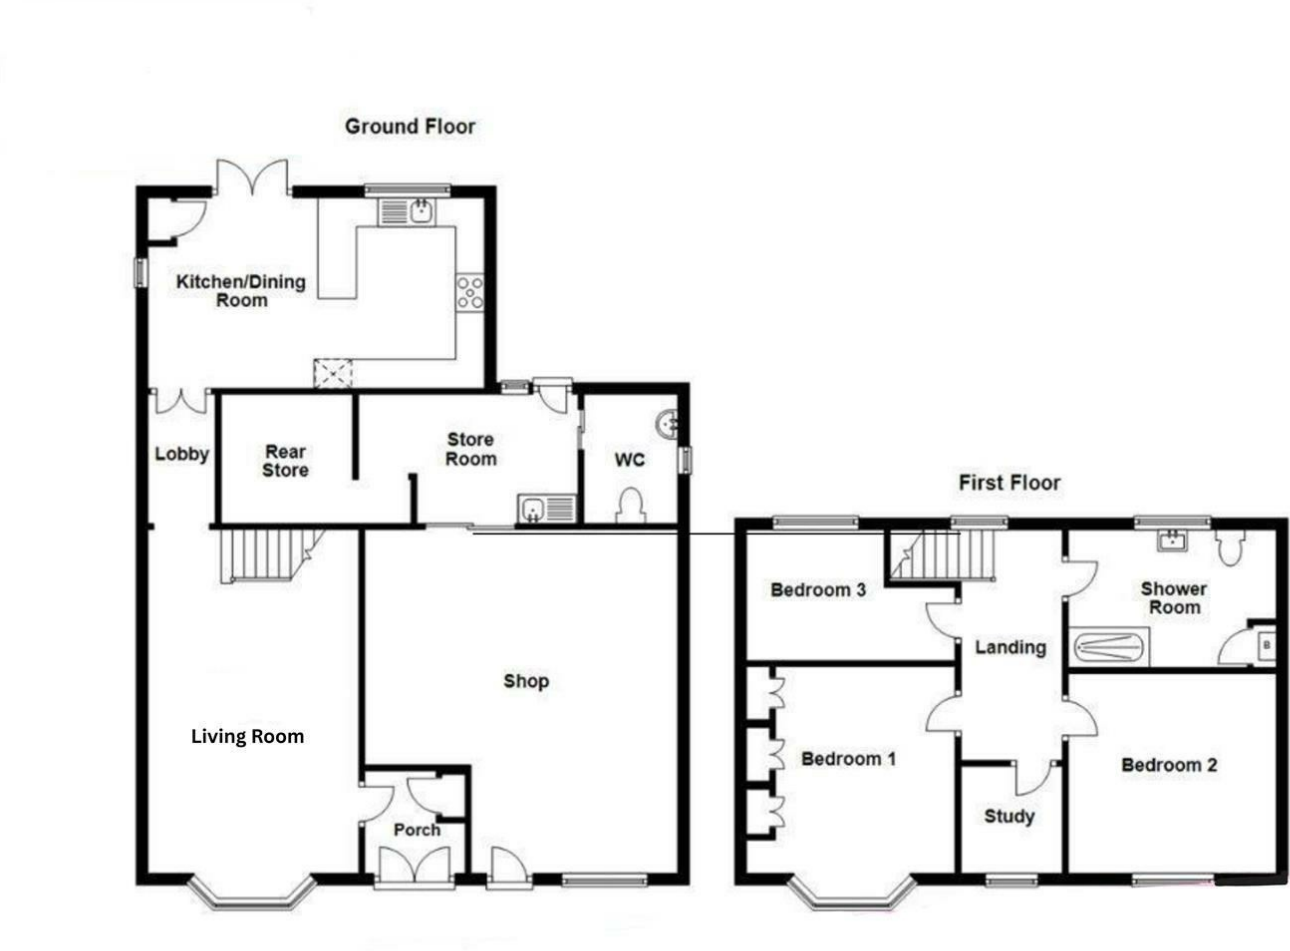 Ground Floor
Kitchen/Dining
Room
Lobby
Rear
Store
Store
Room
WC
Living Room
Shop
Porch
First Floor
Bedroom 3
Shower
Room
B
Landing
Bedroom 1
Bedroom 2
Study